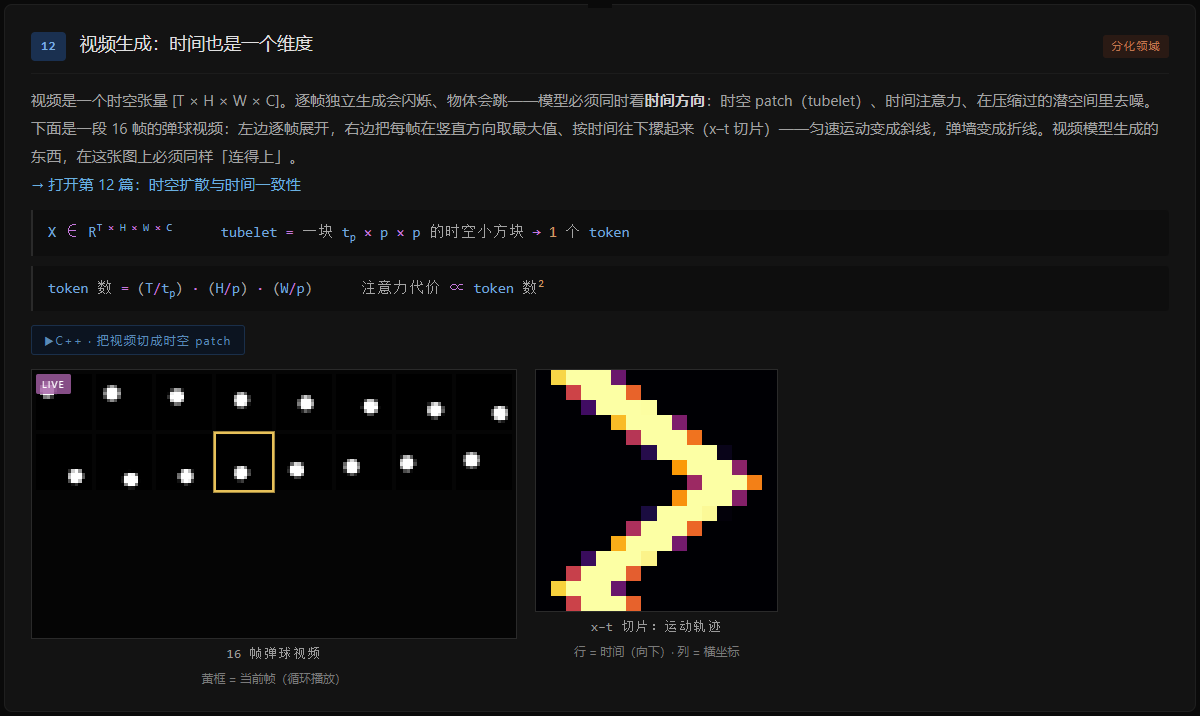 12 视频生成：时间也是一个维度 分化领域
视频是一个时空张量 [T × H × W × C]。逐帧独立生成会闪烁、物体会跳——模型必须同时看时间方向：时空 patch（tubelet）、时间注意力、在压缩过的潜空间里去噪。
下面是一段 16 帧的弹球视频：左边逐帧展开，右边把每帧在竖直方向取最大值、按时间往下摞起来（x–t 切片）——匀速运动变成斜线，弹墙变成折线。视频模型生成的
东西，在这张图上必须同样「连得上」。
→ 打开第 12 篇：时空扩散与时间一致性
X ∈ R^T × H × W × C tubelet = 一块 t_p × p × p 的时空小方块 → 1 个 token
token 数 = (T/t_p) · (H/p) · (W/p) 注意力代价 ∝ token 数²
▶C++ · 把视频切成时空 patch
LIVE
16 帧弹球视频
黄框 = 当前帧（循环播放）
x–t 切片：运动轨迹
行 = 时间（向下）· 列 = 横坐标